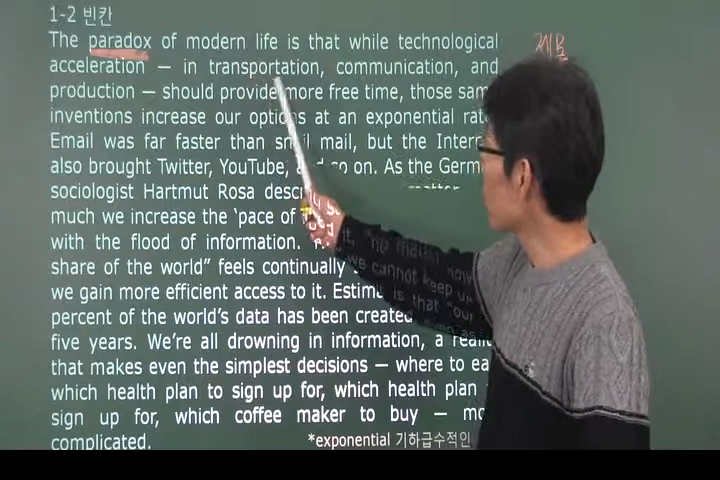 1-2 빈칸
The paradox of modern life is that while technological 제목
acceleration — in transportation, communication, and
production — should provide more free time, those
inventions increase our options at an exponential
Email was far faster than mail, but the
also brought Twitter, YouTube, and so on. As the
sociologist Hartmut Rosa matter
much we increase the ‘pace of
with the flood of information. is that “our
share of the world” feels continually
we gain more efficient access to it.
percent of the world’s data has been created
five years. We’re all drowning in information, a
that makes even the simplest decisions — where to
which health plan to sign up for, which health plan
sign up for, which coffee maker to buy —
complicated.
*exponential 기하급수적인